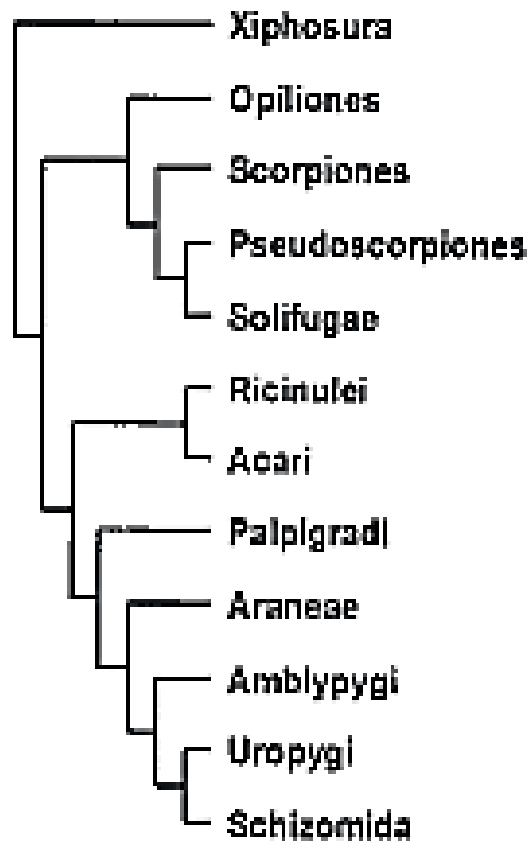 Xiphosura
Opiliones
Scorpiones
Pseudoscorpiones
Solifugae
Ricinulei
Acari
Palpigradi
Araneae
Amblypygi
Uropygi
Schizomida